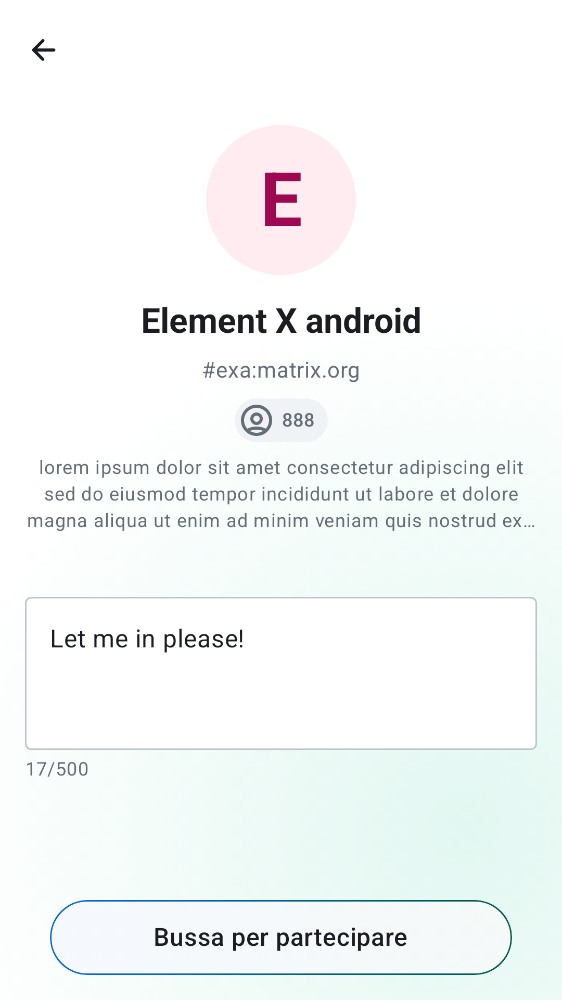 E
Element X android
#exa:matrix.org
888
lorem ipsum dolor sit amet consectetur adipiscing elit
sed do eiusmod tempor incididunt ut labore et dolore
magna aliqua ut enim ad minim veniam quis nostrud ex…
Let me in please!
17/500
Bussa per partecipare